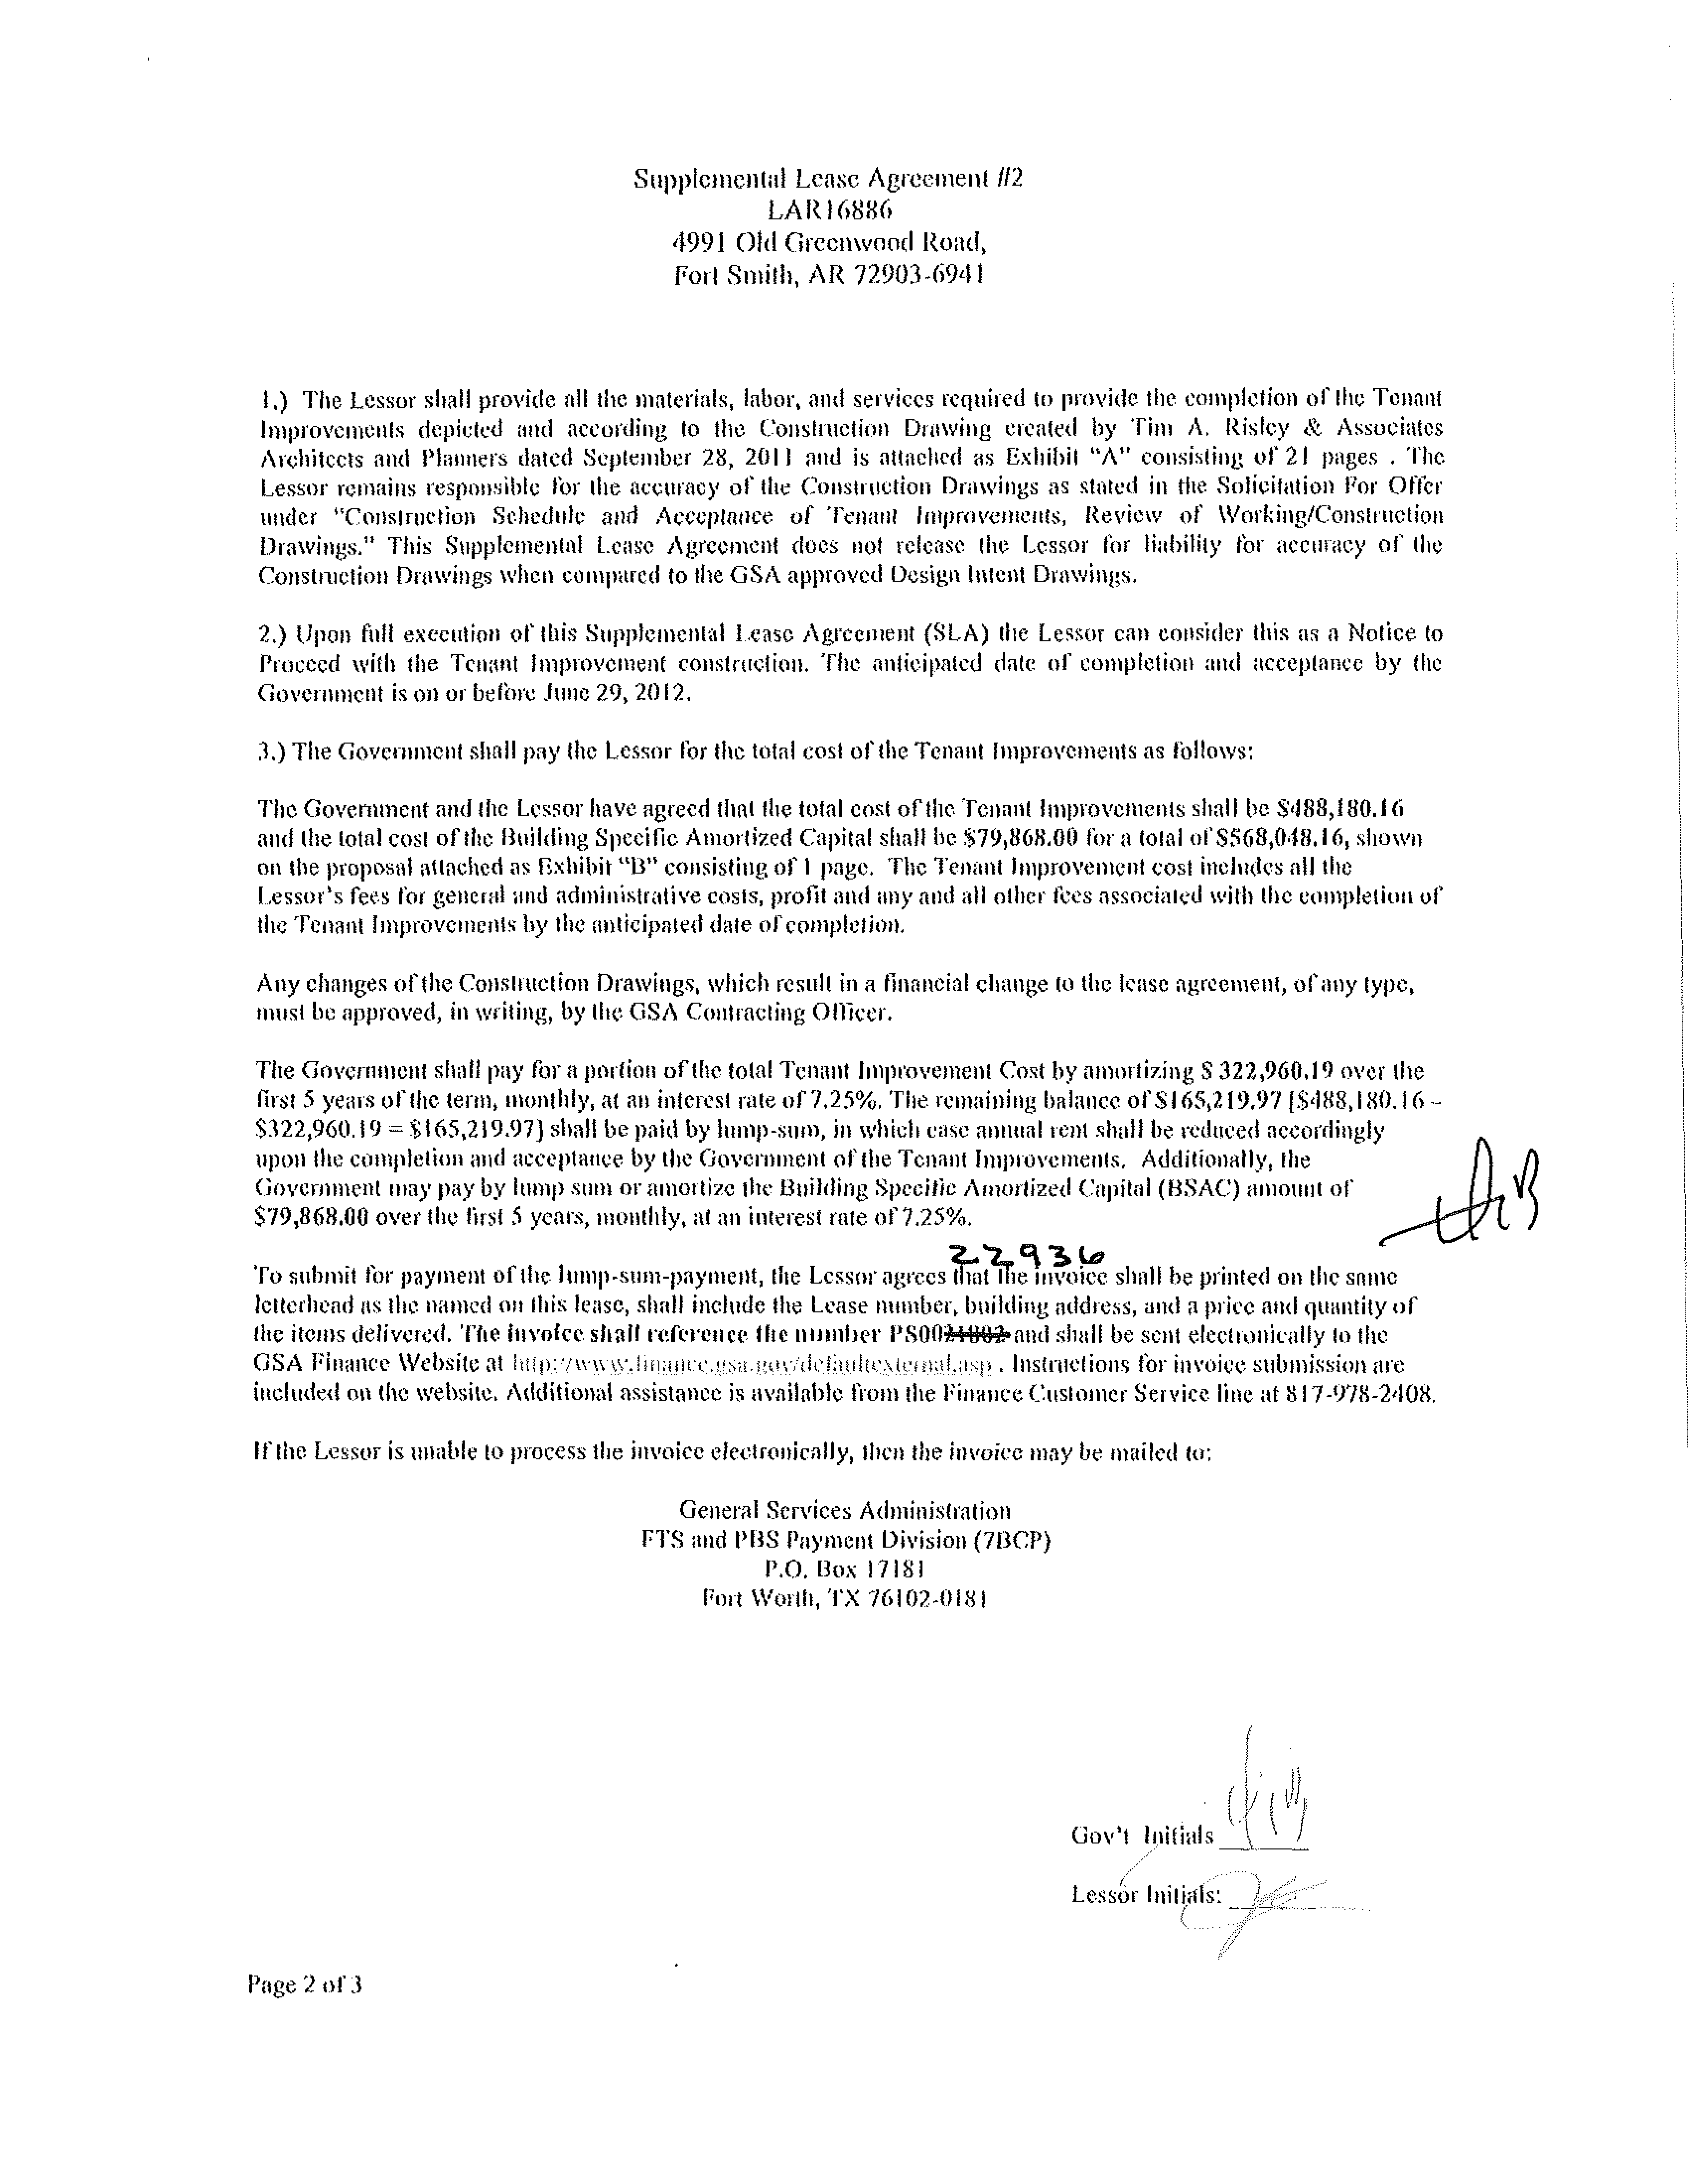 Supplemental Lease Agreement #2
LAR16886
4991 Old Greenwood Road,
Fort Smith, AR 72903-6941
1.) The Lessor shall provide all the materials, labor, and services required to provide the completion of the Tenant
Improvements depicted and according to the Construction Drawing created by Tim A. Risley & Associates
Architects and Planners dated September 28, 2011 and is attached as Exhibit "A" consisting of 21 pages . The
Lessor remains responsible for the accuracy of the Construction Drawings as stated in the Solicitation For Offer
under "Construction Schedule and Acceptance of Tenant Improvements, Review of Working/Construction
Drawings." This Supplemental Lease Agreement does not release the Lessor for liability for accuracy of the
Construction Drawings when compared to the GSA approved Design Intent Drawings.
2.) Upon full execution of this Supplemental Lease Agreement (SLA) the Lessor can consider this as a Notice to
Proceed with the Tenant Improvement construction. The anticipated date of completion and acceptance by the
Government is on or before June 29, 2012.
3.) The Government shall pay the Lessor for the total cost of the Tenant Improvements as follows:
The Government and the Lessor have agreed that the total cost of the Tenant Improvements shall be $488,180.16
and the total cost of the Building Specific Amortized Capital shall be $79,868.00 for a total of $568,048.16, shown
on the proposal attached as Exhibit "B" consisting of 1 page. The Tenant Improvement cost includes all the
Lessor's fees for general and administrative costs, profit and any and all other fees associated with the completion of
the Tenant Improvements by the anticipated date of completion.
Any changes of the Construction Drawings, which result in a financial change to the lease agreement, of any type,
must be approved, in writing, by the GSA Contracting Officer.
The Government shall pay for a portion of the total Tenant Improvement Cost by amortizing $ 322,960.19 over the
first 5 years of the term, monthly, at an interest rate of 7.25%. The remaining balance of $165,219.97 [$488,180.16 –
$322,960.19 = $165,219.97] shall be paid by lump-sum, in which case annual rent shall be reduced accordingly
upon the completion and acceptance by the Government of the Tenant Improvements. Additionally, the
Government may pay by lump sum or amortize the Building Specific Amortized Capital (BSAC) amount of
$79,868.00 over the first 5 years, monthly, at an interest rate of 7.25%.
22936
To submit for payment of the lump-sum-payment, the Lessor agrees that the invoice shall be printed on the same
letterhead as the named on this lease, shall include the Lease number, building address, and a price and quantity of
the items delivered. The invoice shall reference the number PS00 and shall be sent electronically to the
GSA Finance Website at http://www.finance.gsa.gov/defaultexternal.asp . Instructions for invoice submission are
included on the website. Additional assistance is available from the Finance Customer Service line at 817-978-2408.
If the Lessor is unable to process the invoice electronically, then the invoice may be mailed to:
General Services Administration
FTS and PBS Payment Division (7BCP)
P.O. Box 17181
Fort Worth, TX 76102-0181
Gov't Initials
Lessor Initials:
Page 2 of 3